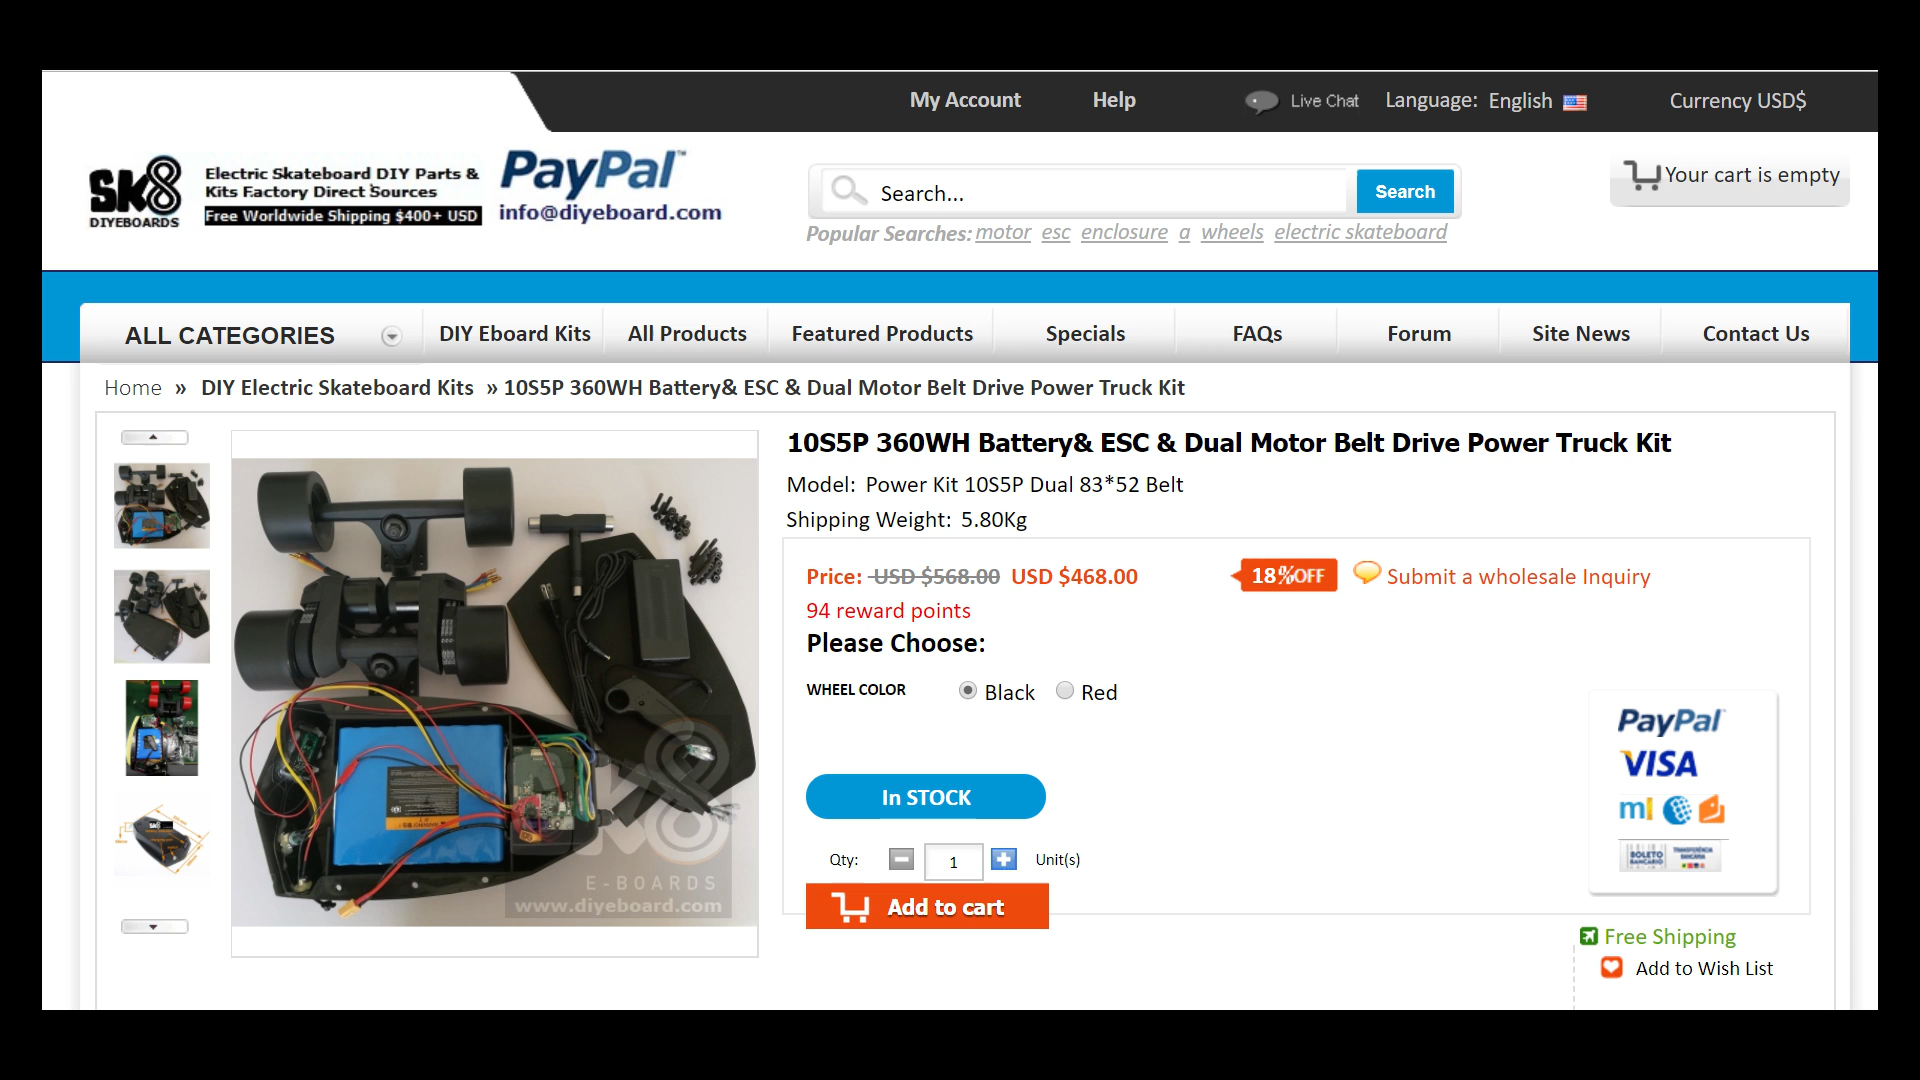 My Account
Help
Live Chat
Language: English
Currency USD$
SK8
DIYEBOARDS
Electric Skateboard DIY Parts &
Kits Factory Direct Sources
Free Worldwide Shipping $400+ USD
PayPal™
info@diyeboard.com
Search...
Search
Your cart is empty
Popular Searches: motor esc enclosure a wheels electric skateboard
ALL CATEGORIES
DIY Eboard Kits
All Products
Featured Products
Specials
FAQs
Forum
Site News
Contact Us
Home » DIY Electric Skateboard Kits » 10S5P 360WH Battery& ESC & Dual Motor Belt Drive Power Truck Kit
10S5P 360WH Battery& ESC & Dual Motor Belt Drive Power Truck Kit
Model: Power Kit 10S5P Dual 83*52 Belt
Shipping Weight: 5.80Kg
Price: USD $568.00 USD $468.00
18%OFF
Submit a wholesale Inquiry
94 reward points
Please Choose:
WHEEL COLOR
Black
Red
PayPal
VISA
BOLETO
BANCÁRIO
TRANSFERÊNCIA
BANCÁRIA
In STOCK
Qty: 1 Unit(s)
Add to cart
SK8
E-BOARDS
www.diyeboard.com
Free Shipping
Add to Wish List